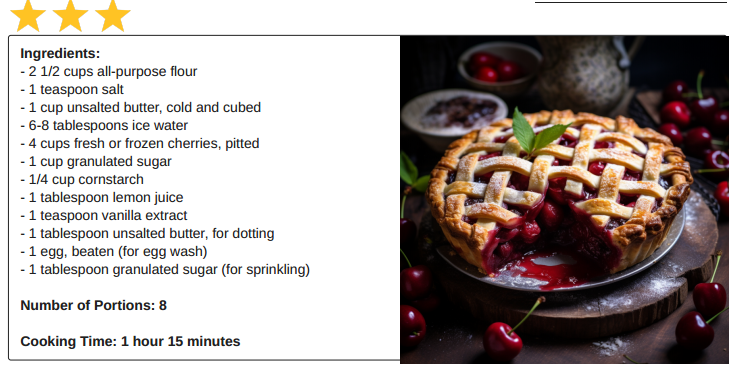 Ingredients:
- 2 1/2 cups all-purpose flour
- 1 teaspoon salt
- 1 cup unsalted butter, cold and cubed
- 6-8 tablespoons ice water
- 4 cups fresh or frozen cherries, pitted
- 1 cup granulated sugar
- 1/4 cup cornstarch
- 1 tablespoon lemon juice
- 1 teaspoon vanilla extract
- 1 tablespoon unsalted butter, for dotting
- 1 egg, beaten (for egg wash)
- 1 tablespoon granulated sugar (for sprinkling)
Number of Portions: 8
Cooking Time: 1 hour 15 minutes